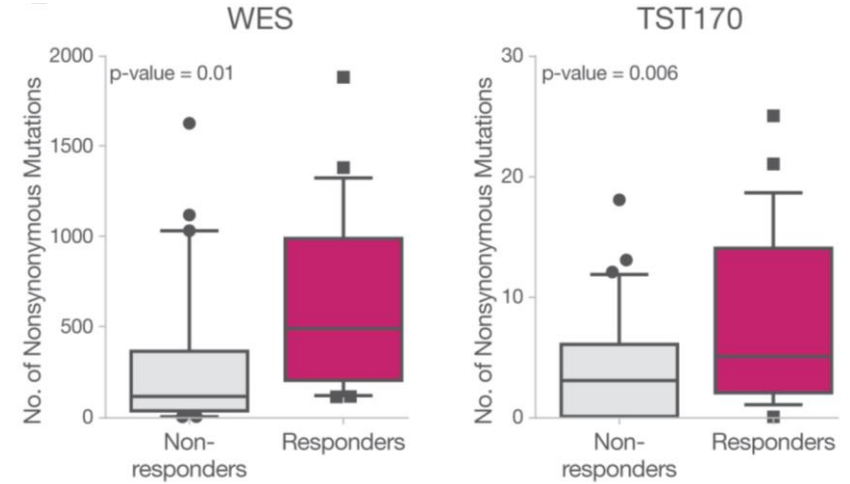 WES
No. of Nonsynonymous Mutations
2000
1500
1000
500
0
p-value = 0.01
Non-
responders
Responders
TST170
No. of Nonsynonymous Mutations
30
20
10
0
p-value = 0.006
Non-
responders
Responders